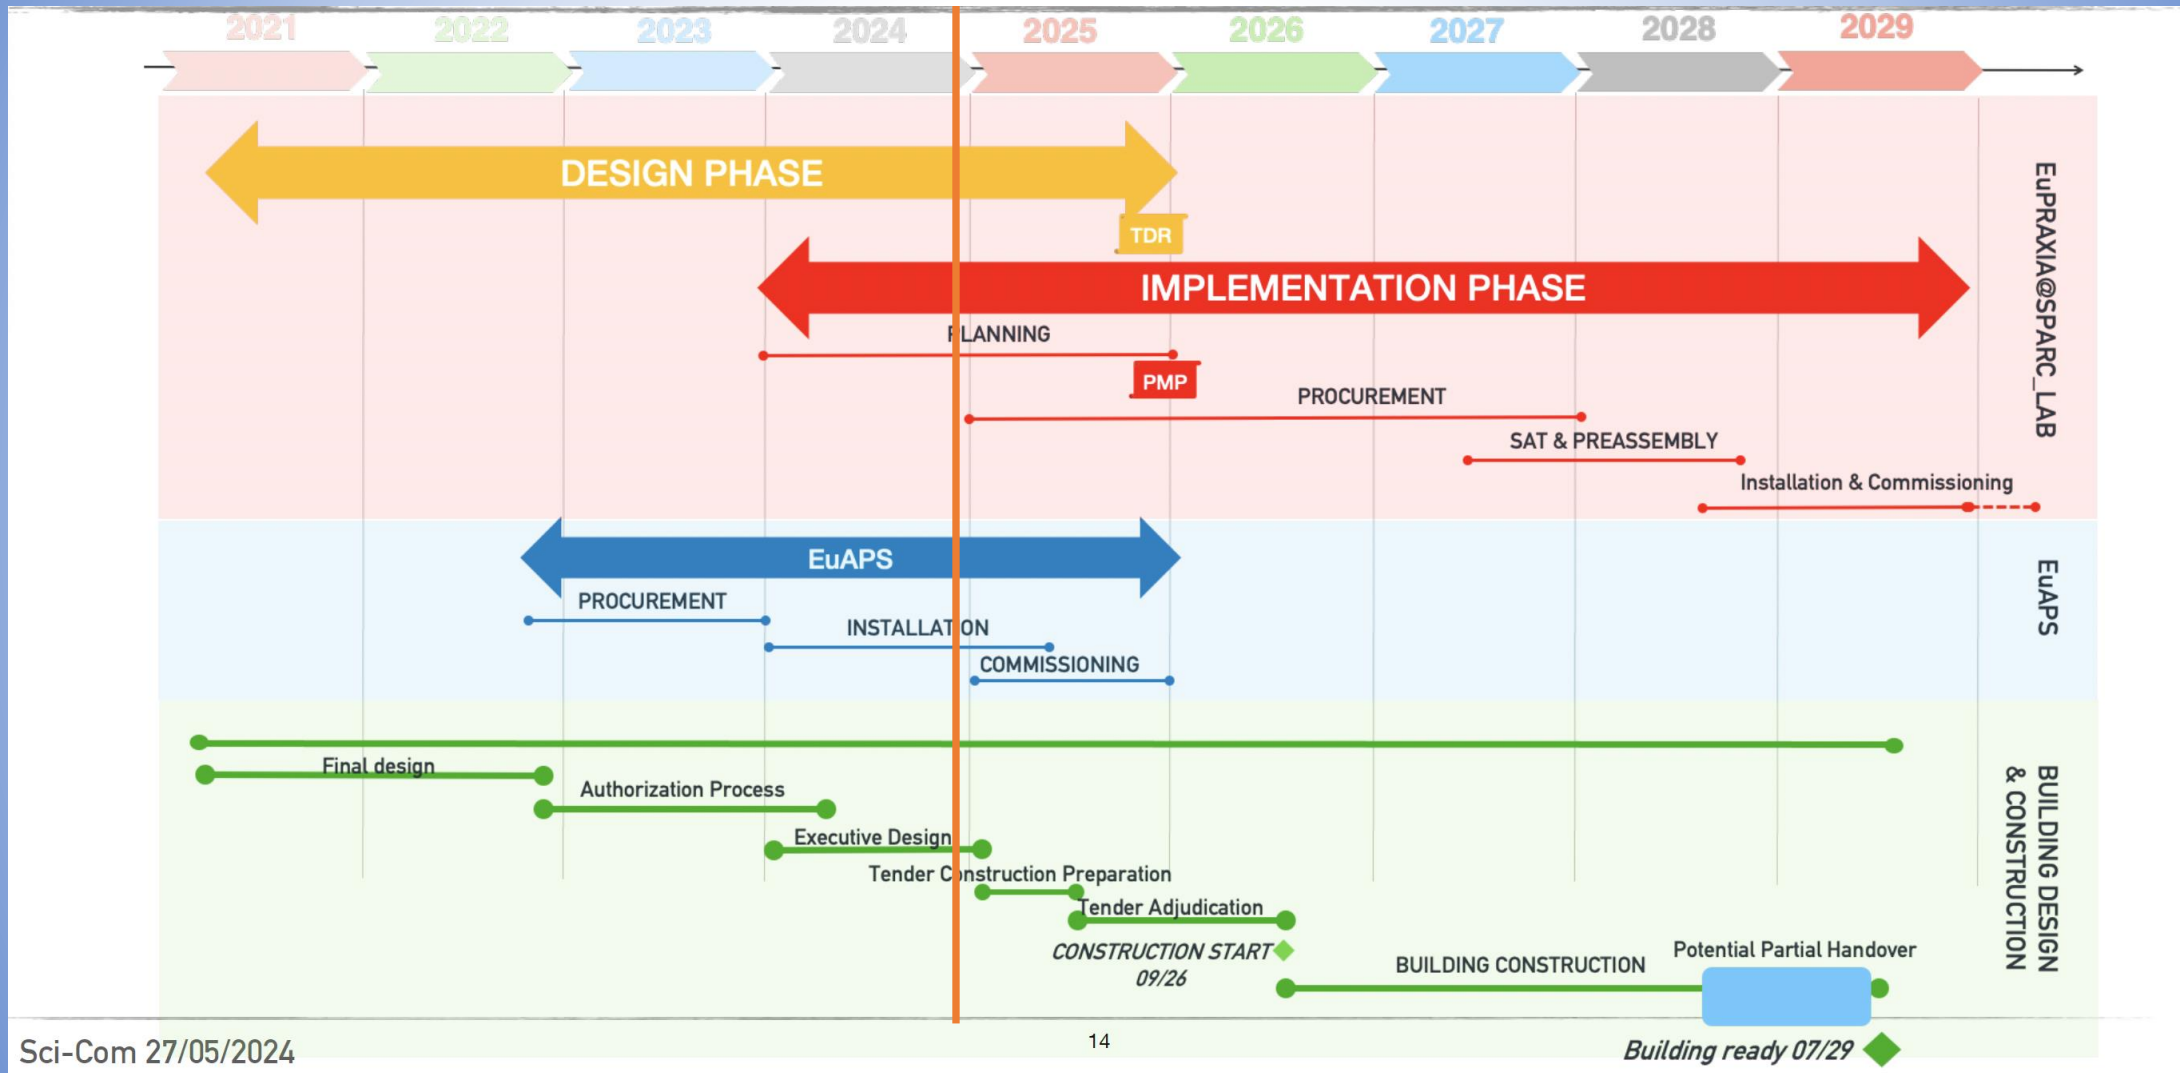 2021 2022 2023 2024 2025 2026 2027 2028 2029
DESIGN PHASE
TDR
IMPLEMENTATION PHASE
PLANNING
PMP
PROCUREMENT
SAT & PREASSEMBLY
Installation & Commissioning
EuPRAXIA@SPARC_LAB
EuAPS
PROCUREMENT
INSTALLATION
COMMISSIONING
EuAPS
Final design
Authorization Process
Executive Design
Tender Construction Preparation
Tender Adjudication
CONSTRUCTION START
09/26
BUILDING CONSTRUCTION
Potential Partial Handover
BUILDING DESIGN
& CONSTRUCTION
Building ready 07/29
Sci-Com 27/05/2024
14